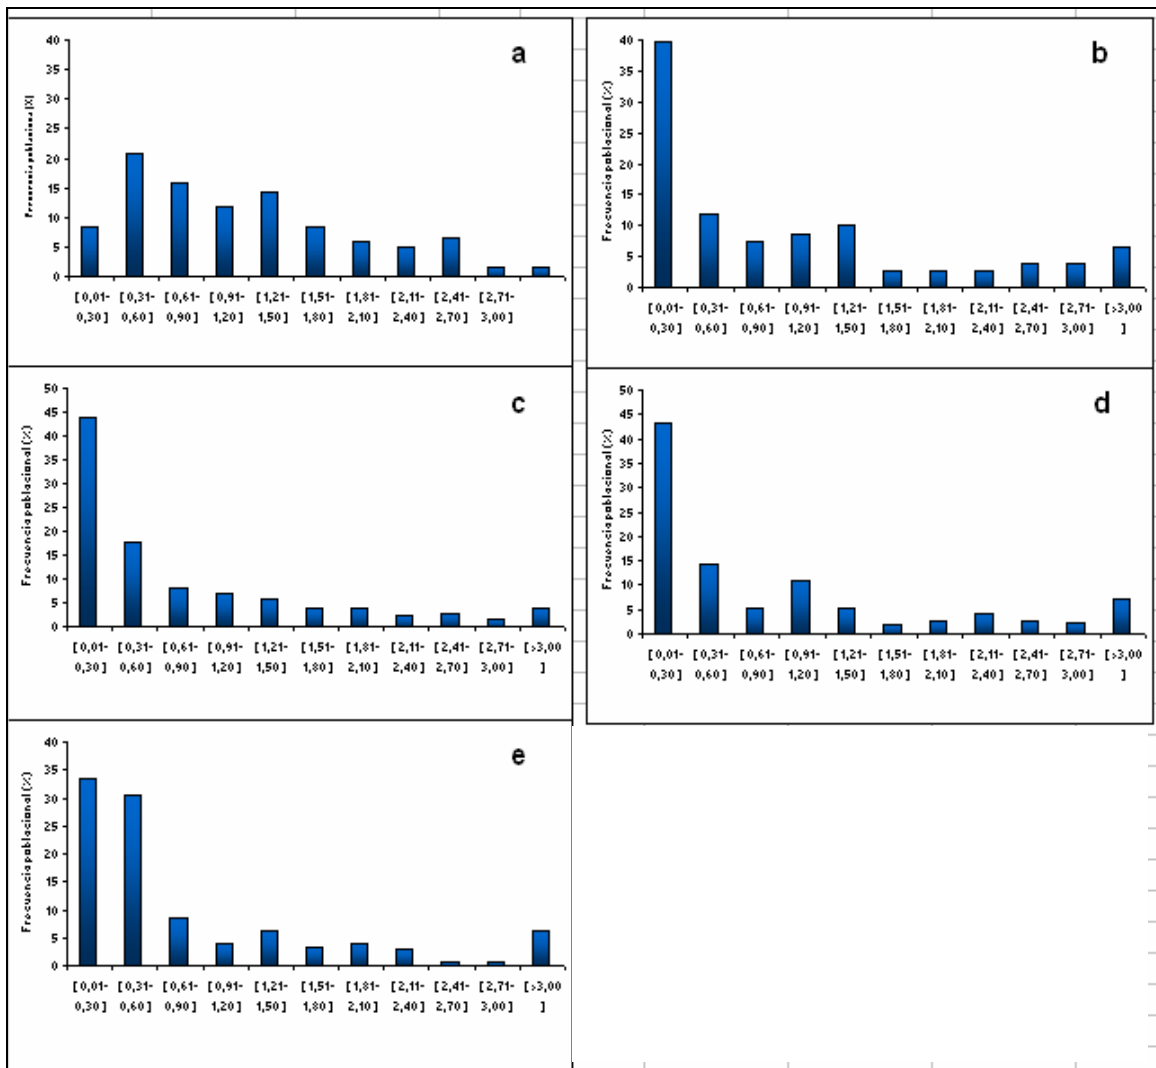 a
40
35
30
25
20
15
10
5
0
[0,01- [0,31- [0,61- [0,91- [1,21- [1,51- [1,81- [2,11- [2,41- [2,71-
0,30] 0,60] 0,90] 1,20] 1,50] 1,80] 2,10] 2,40] 2,70] 3,00]
b
Frecuencia poblacional (%)
40
35
30
25
20
15
10
5
0
[0,01- [0,31- [0,61- [0,91- [1,21- [1,51- [1,81- [2,11- [2,41- [2,71- [>3,00
0,30] 0,60] 0,90] 1,20] 1,50] 1,80] 2,10] 2,40] 2,70] 3,00] ]
c
Frecuencia poblacional (%)
50
45
40
35
30
25
20
15
10
5
0
[0,01- [0,31- [0,61- [0,91- [1,21- [1,51- [1,81- [2,11- [2,41- [2,71- [>3,00
0,30] 0,60] 0,90] 1,20] 1,50] 1,80] 2,10] 2,40] 2,70] 3,00] ]
d
Frecuencia poblacional (%)
50
45
40
35
30
25
20
15
10
5
0
[0,01- [0,31- [0,61- [0,91- [1,21- [1,51- [1,81- [2,11- [2,41- [2,71- [>3,00
0,30] 0,60] 0,90] 1,20] 1,50] 1,80] 2,10] 2,40] 2,70] 3,00] ]
e
Frecuencia poblacional (%)
40
35
30
25
20
15
10
5
0
[0,01- [0,31- [0,61- [0,91- [1,21- [1,51- [1,81- [2,11- [2,41- [2,71- [>3,00
0,30] 0,60] 0,90] 1,20] 1,50] 1,80] 2,10] 2,40] 2,70] 3,00] ]